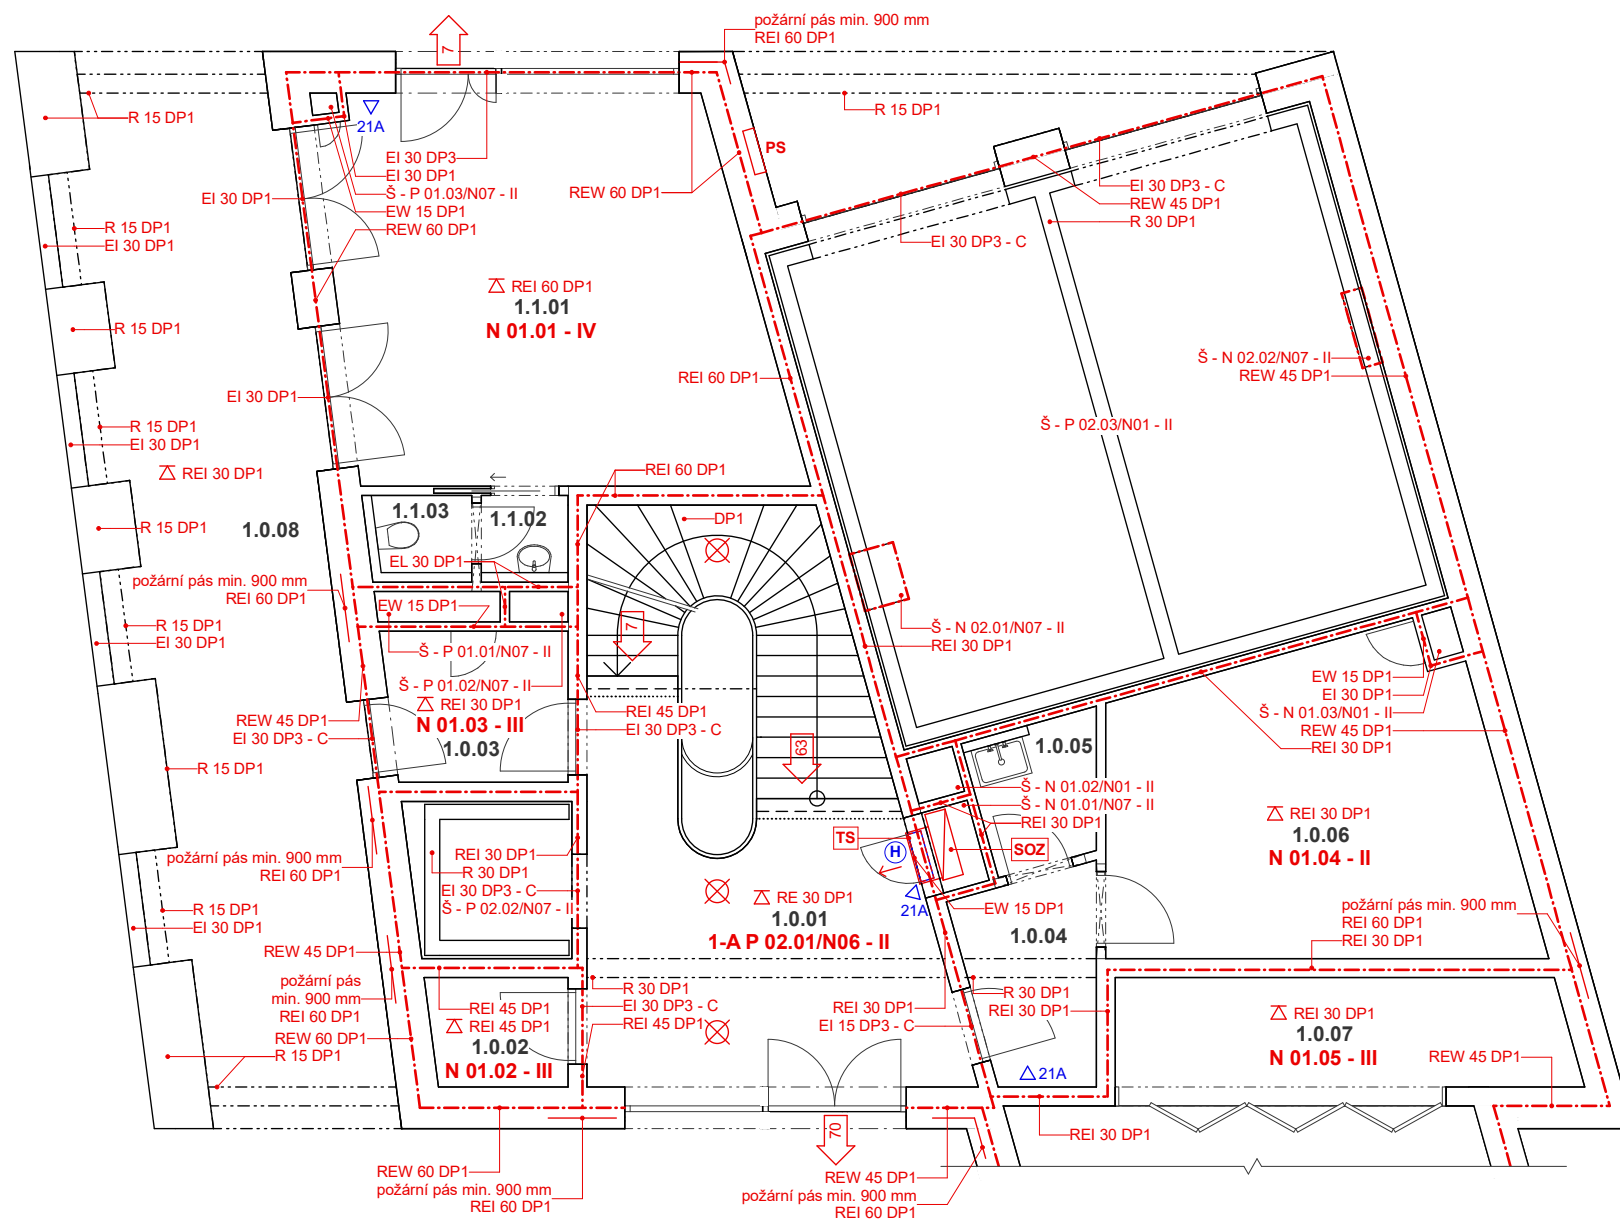 požární pás min. 900 mm
REI 60 DP1
7
R 15 DP1
R 15 DP1
21A
PS
EI 30 DP3
EI 30 DP1
Š - P 01.03/N07 - II
EW 15 DP1
REW 60 DP1
EI 30 DP1
REW 60 DP1
EI 30 DP3 - C
REW 45 DP1
R 30 DP1
EI 30 DP3 - C
R 15 DP1
EI 30 DP1
REI 60 DP1
1.1.01
N 01.01 - IV
R 15 DP1
REI 60 DP1
Š - N 02.02/N07 - II
REW 45 DP1
EI 30 DP1
Š - P 02.03/N01 - II
R 15 DP1
EI 30 DP1
REI 30 DP1
REI 60 DP1
1.1.03
1.1.02
DP1
R 15 DP1
1.0.08
EL 30 DP1
požární pás min. 900 mm
REI 60 DP1
EW 15 DP1
R 15 DP1
EI 30 DP1
7
Š - N 02.01/N07 - II
REI 30 DP1
Š - P 01.01/N07 - II
Š - P 01.02/N07 - II
REI 30 DP1
N 01.03 - III
1.0.03
REW 45 DP1
EI 30 DP3 - C
REI 45 DP1
EI 30 DP3 - C
EW 15 DP1
EI 30 DP1
Š - N 01.03/N01 - II
REW 45 DP1
REI 30 DP1
63
1.0.05
R 15 DP1
Š - N 01.02/N01 - II
Š - N 01.01/N07 - II
REI 30 DP1
REI 30 DP1
1.0.06
N 01.04 - II
TS
H
SOZ
požární pás min. 900 mm
REI 60 DP1
REI 30 DP1
R 30 DP1
EI 30 DP3 - C
Š - P 02.02/N07 - II
RE 30 DP1
1.0.01
1-A P 02.01/N06 - II
21A
EW 15 DP1
1.0.04
R 15 DP1
EI 30 DP1
požární pás min. 900 mm
REI 60 DP1
REI 30 DP1
REW 45 DP1
požární pás
min. 900 mm
REI 60 DP1
REW 60 DP1
R 15 DP1
REI 45 DP1
REI 45 DP1
1.0.02
N 01.02 - III
R 30 DP1
EI 30 DP3 - C
REI 45 DP1
REI 30 DP1
EI 15 DP3 - C
R 30 DP1
REI 30 DP1
REI 30 DP1
1.0.07
N 01.05 - III
REW 45 DP1
21A
70
REI 30 DP1
REW 60 DP1
požární pás min. 900 mm
REI 60 DP1
REW 45 DP1
požární pás min. 900 mm
REI 60 DP1